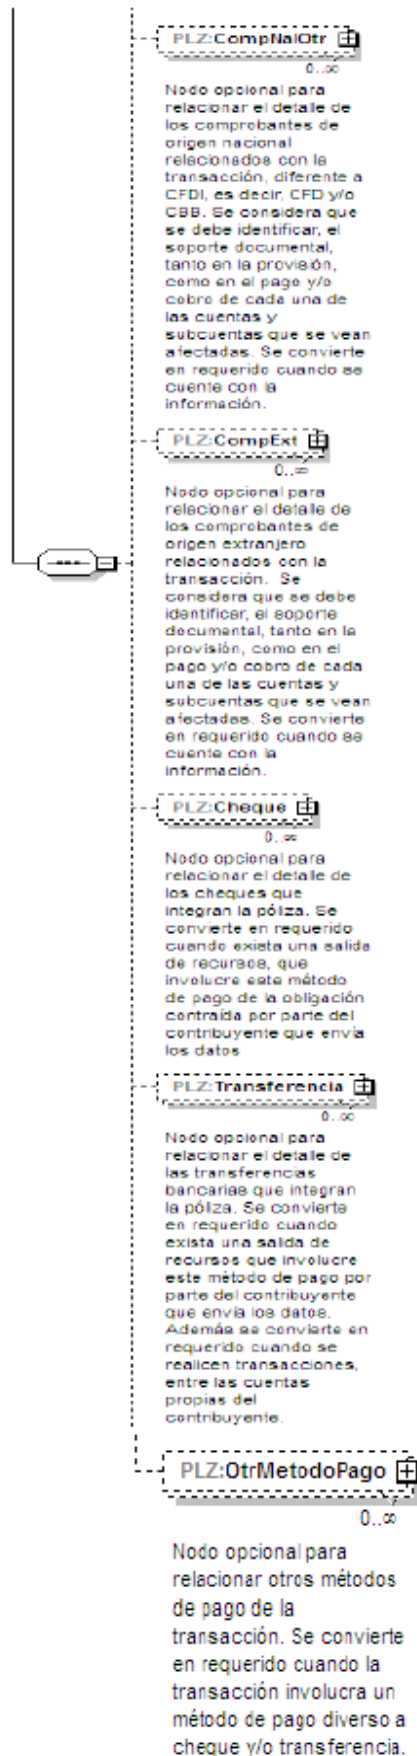 PLZ:CompNalOtr
0..∞
Nodo opcional para
relacionar el detalle de
los comprobantes de
origen nacional
relacionados con la
transacción, diferente a
CFDI, es decir, CFD y/o
CBB. Se considera que
se debe identificar, el
soporte documental,
tanto en la provisión,
como en el pago y/o
cobro de cada una de
las cuentas y
subcuentas que se vean
afectadas. Se convierte
en requerido cuando se
cuente con la
información.
PLZ:CompExt
0..∞
Nodo opcional para
relacionar el detalle de
los comprobantes de
origen extranjero
relacionados con la
transacción. Se
considera que se debe
identificar, el soporte
documental, tanto en la
provisión, como en el
pago y/o cobro de cada
una de las cuentas y
subcuentas que se vean
afectadas. Se convierte
en requerido cuando se
cuente con la
información.
PLZ:Cheque
0..∞
Nodo opcional para
relacionar el detalle de
los cheques que
integran la póliza. Se
convierte en requerido
cuando exista una salida
de recursos, que
involucre este método
de pago de la obligación
contraída por parte del
contribuyente que envía
los datos
PLZ:Transferencia
0..∞
Nodo opcional para
relacionar el detalle de
las transferencias
bancarias que integran
la póliza. Se convierte
en requerido cuando
exista una salida de
recursos que involucre
este método de pago por
parte del contribuyente
que envía los datos.
Además se convierte en
requerido cuando se
realicen transacciones,
entre las cuentas
propias del
contribuyente.
PLZ:OtrMetodoPago
0..∞
Nodo opcional para
relacionar otros métodos
de pago de la
transacción. Se convierte
en requerido cuando la
transacción involucra un
método de pago diverso a
cheque y/o transferencia.